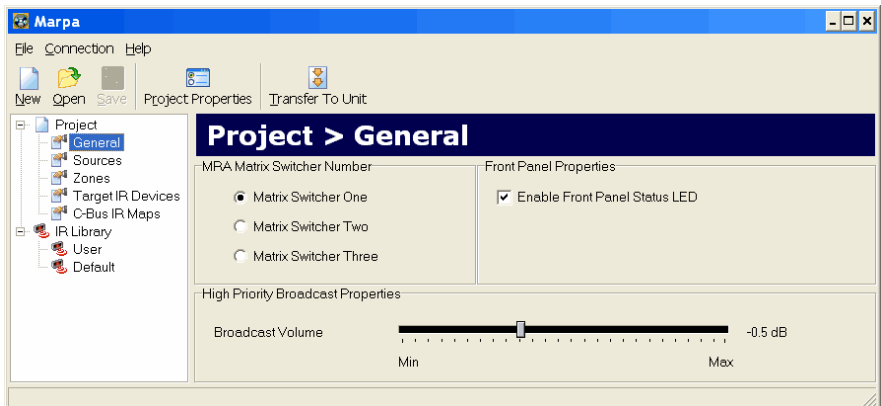 Marpa
File Connection Help
New Open Save Project Properties Transfer To Unit
Project
General
Sources
Zones
Target IR Devices
C-Bus IR Maps
IR Library
User
Default
Project > General
MRA Matrix Switcher Number
Matrix Switcher One
Matrix Switcher Two
Matrix Switcher Three
Front Panel Properties
Enable Front Panel Status LED
High Priority Broadcast Properties
Broadcast Volume
-0.5 dB
Min Max